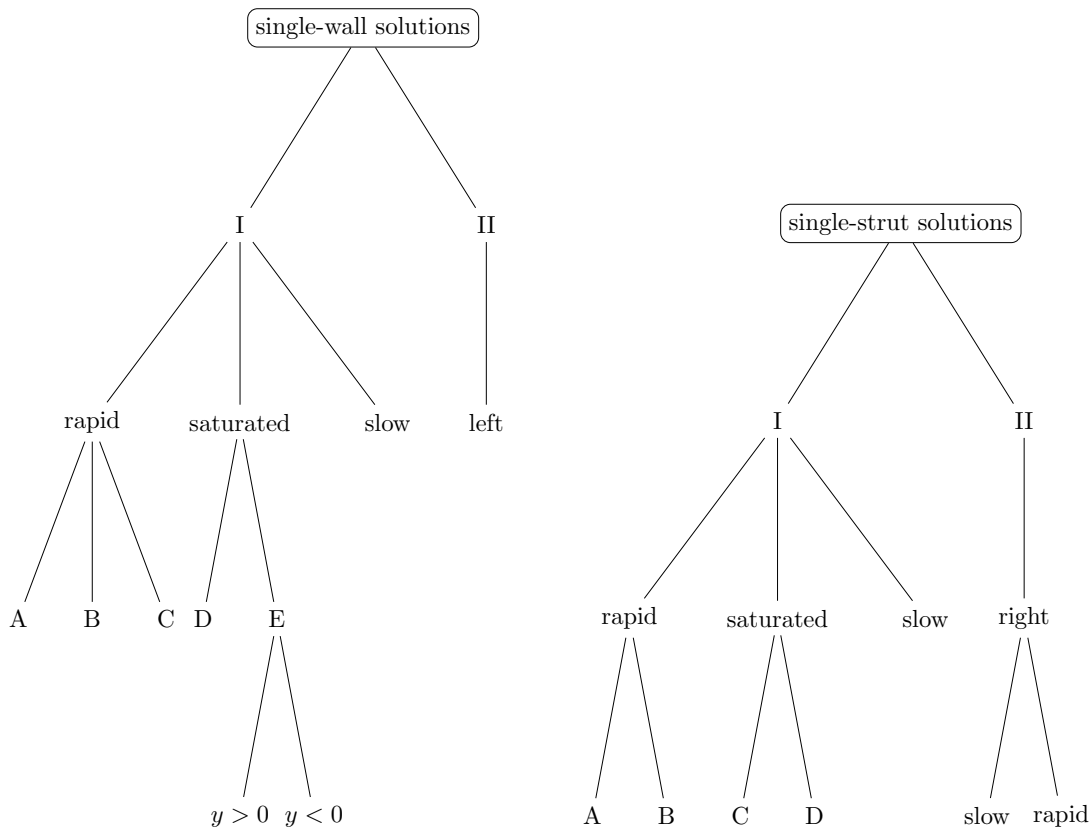 single-wall solutions
I II
rapid saturated slow left
A B C D E
y > 0 y < 0
single-strut solutions
I II
rapid saturated slow right
A B C D slow rapid